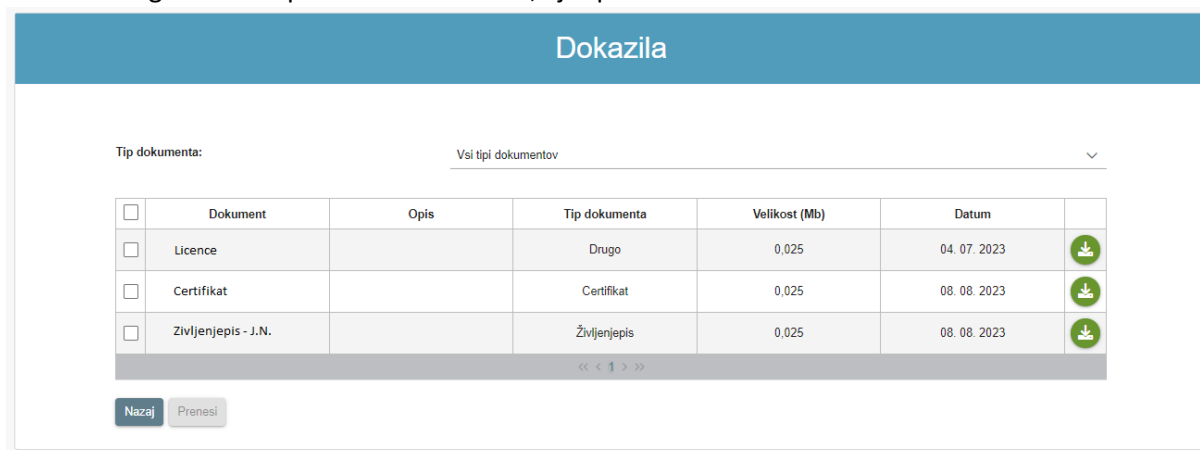 Dokazila
Tip dokumenta: Vsi tipi dokumentov
Dokument Opis Tip dokumenta Velikost (Mb) Datum
Licence Drugo 0,025 04. 07. 2023
Certifikat Certifikat 0,025 08. 08. 2023
Zivljenjepis - J.N. Življenjepis 0,025 08. 08. 2023
<< < 1 > >>
Nazaj Prenesi